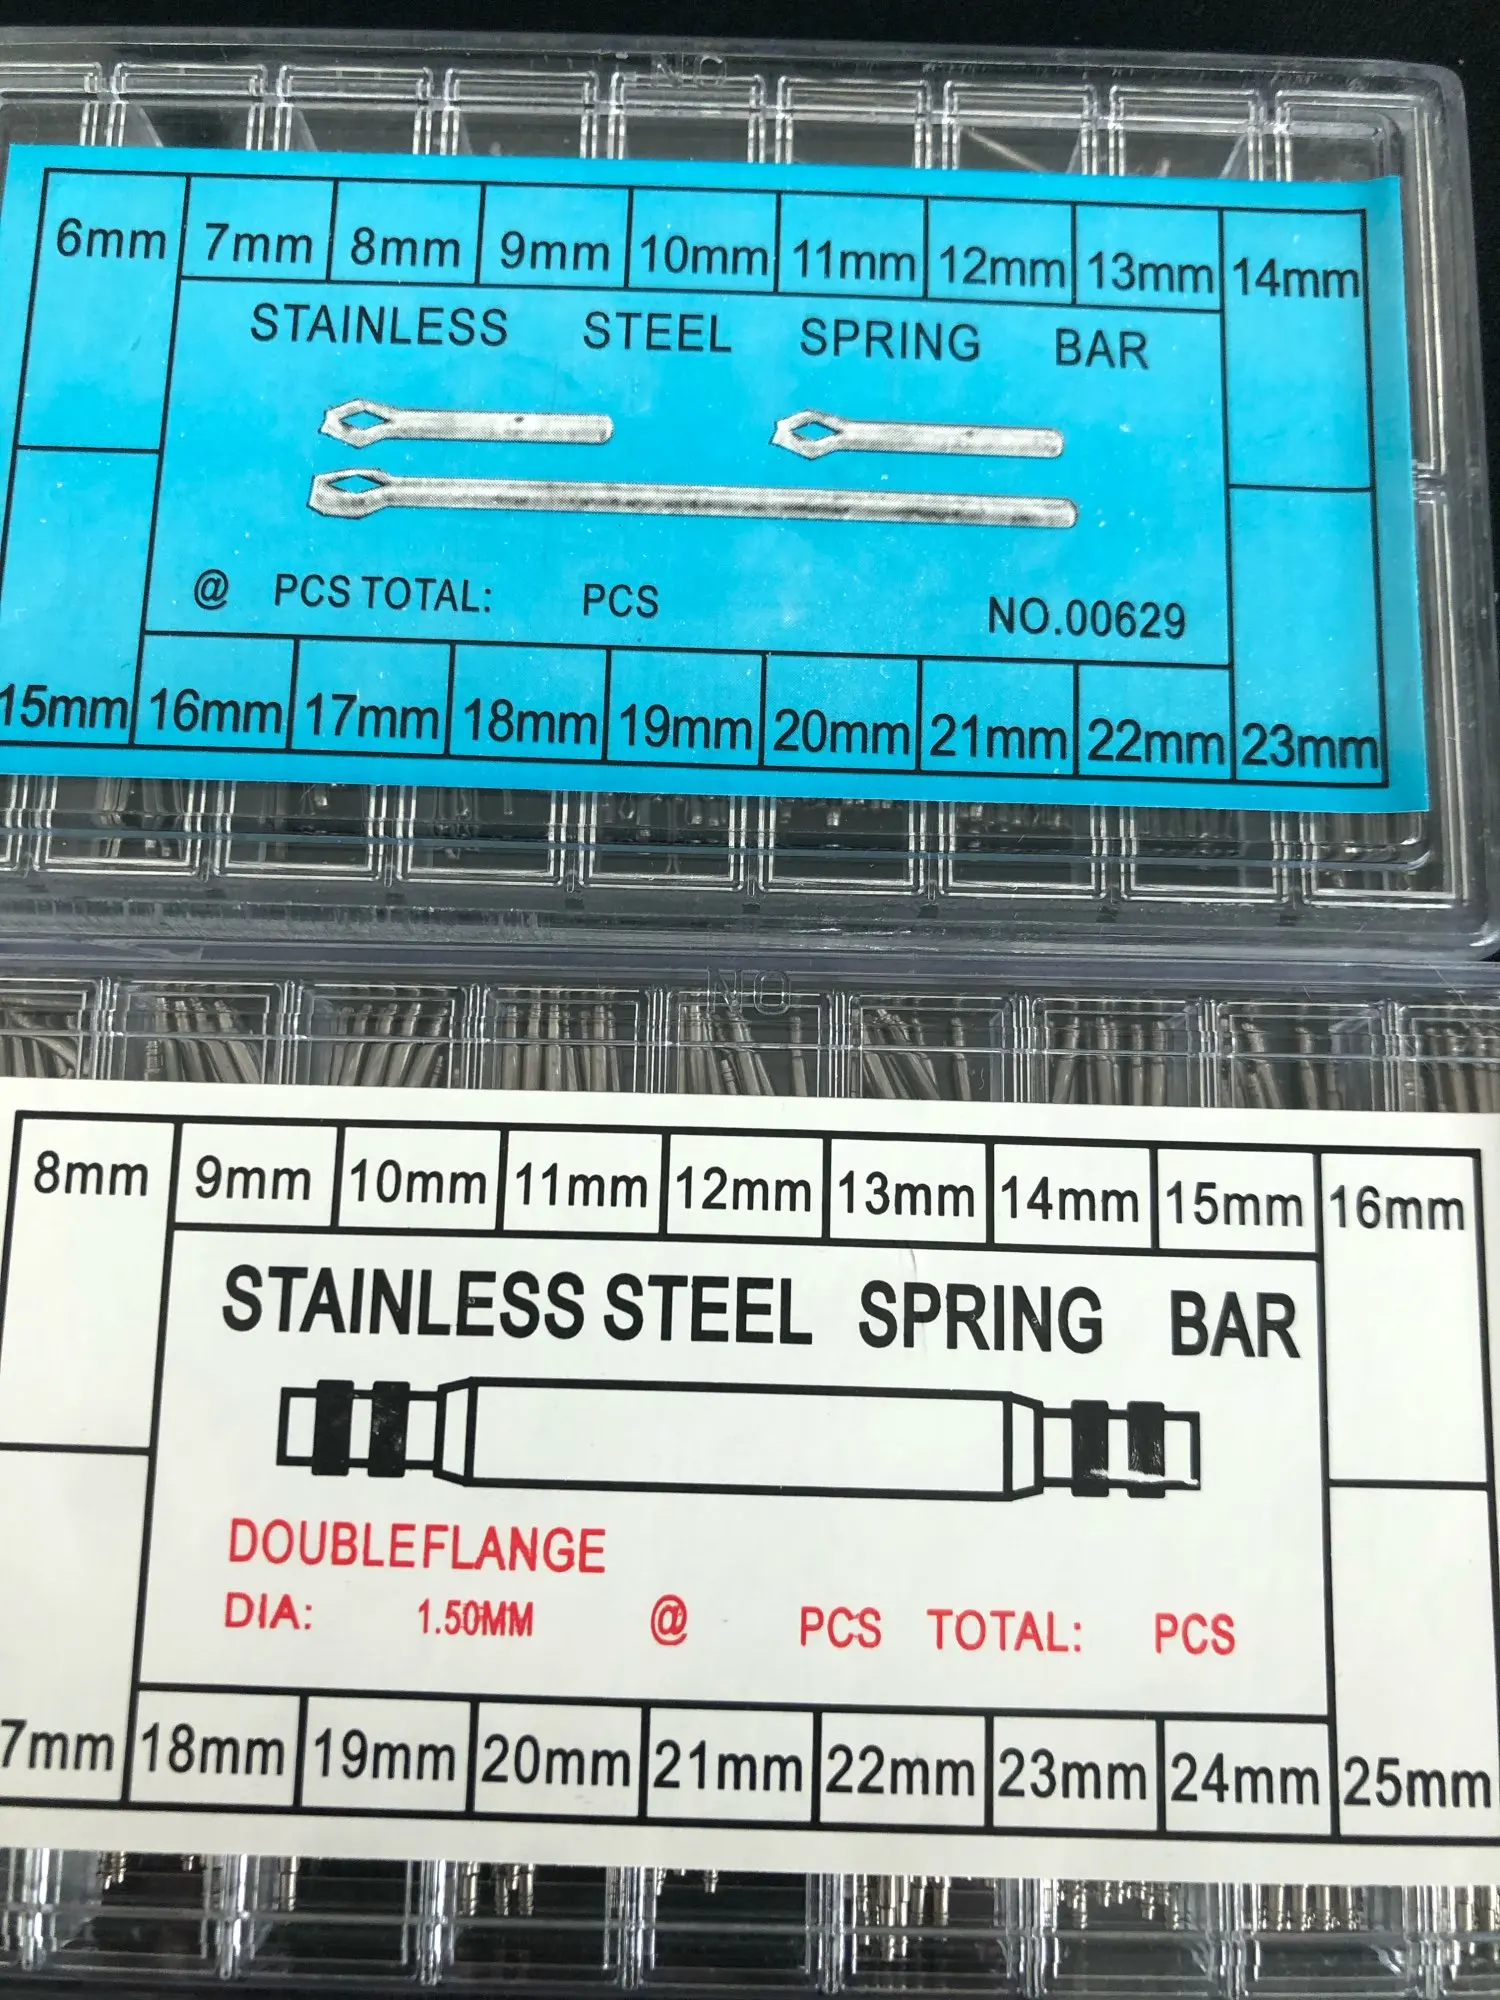 NO
6mm 7mm 8mm 9mm 10mm 11mm 12mm 13mm 14mm
STAINLESS STEEL SPRING BAR
@ PCS TOTAL: PCS NO.00629
15mm 16mm 17mm 18mm 19mm 20mm 21mm 22mm 23mm
NO
8mm 9mm 10mm 11mm 12mm 13mm 14mm 15mm 16mm
STAINLESS STEEL SPRING BAR
DOUBLEFLANGE
DIA: 1.50MM @ PCS TOTAL: PCS
7mm 18mm 19mm 20mm 21mm 22mm 23mm 24mm 25mm